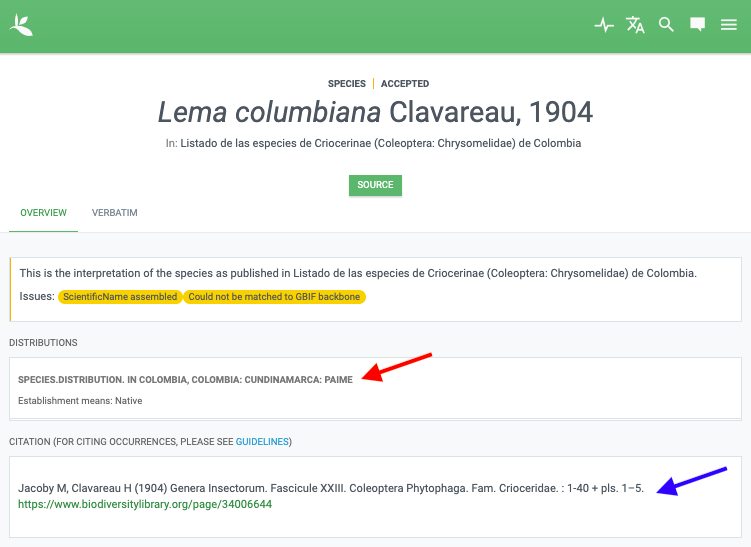 SPECIES | ACCEPTED
Lema columbiana Clavareau, 1904
In: Listado de las especies de Criocerinae (Coleoptera: Chrysomelidae) de Colombia
SOURCE
OVERVIEW VERBATIM
This is the interpretation of the species as published in Listado de las especies de Criocerinae (Coleoptera: Chrysomelidae) de Colombia.
Issues: ScientificName assembled Could not be matched to GBIF backbone
DISTRIBUTIONS
SPECIES.DISTRIBUTION. IN COLOMBIA, COLOMBIA: CUNDINAMARCA: PAIME
Establishment means: Native
CITATION (FOR CITING OCCURRENCES, PLEASE SEE GUIDELINES)
Jacoby M, Clavareau H (1904) Genera Insectorum. Fascicule XXIII. Coleoptera Phytophaga. Fam. Crioceridae. : 1-40 + pls. 1–5.
https://www.biodiversitylibrary.org/page/34006644